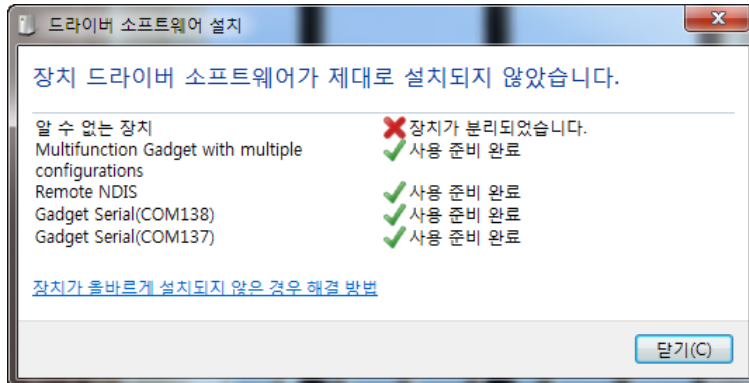 드라이버 소프트웨어 설치
장치 드라이버 소프트웨어가 제대로 설치되지 않았습니다.
알 수 없는 장치 장치가 분리되었습니다.
Multifunction Gadget with multiple 사용 준비 완료
configurations
Remote NDIS 사용 준비 완료
Gadget Serial(COM138) 사용 준비 완료
Gadget Serial(COM137) 사용 준비 완료
장치가 올바르게 설치되지 않은 경우 해결 방법
닫기(C)